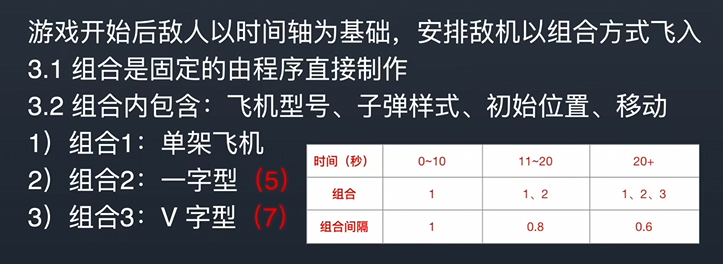 游戏开始后敌人以时间轴为基础，安排敌机以组合方式飞入
3.1 组合是固定的由程序直接制作
3.2 组合内包含：飞机型号、子弹样式、初始位置、移动
1）组合1：单架飞机
2）组合2：一字型（5）
3）组合3：V 字型（7）
时间（秒） 0~10 11~20 20+
组合 1 1、2 1、2、3
组合间隔 1 0.8 0.6